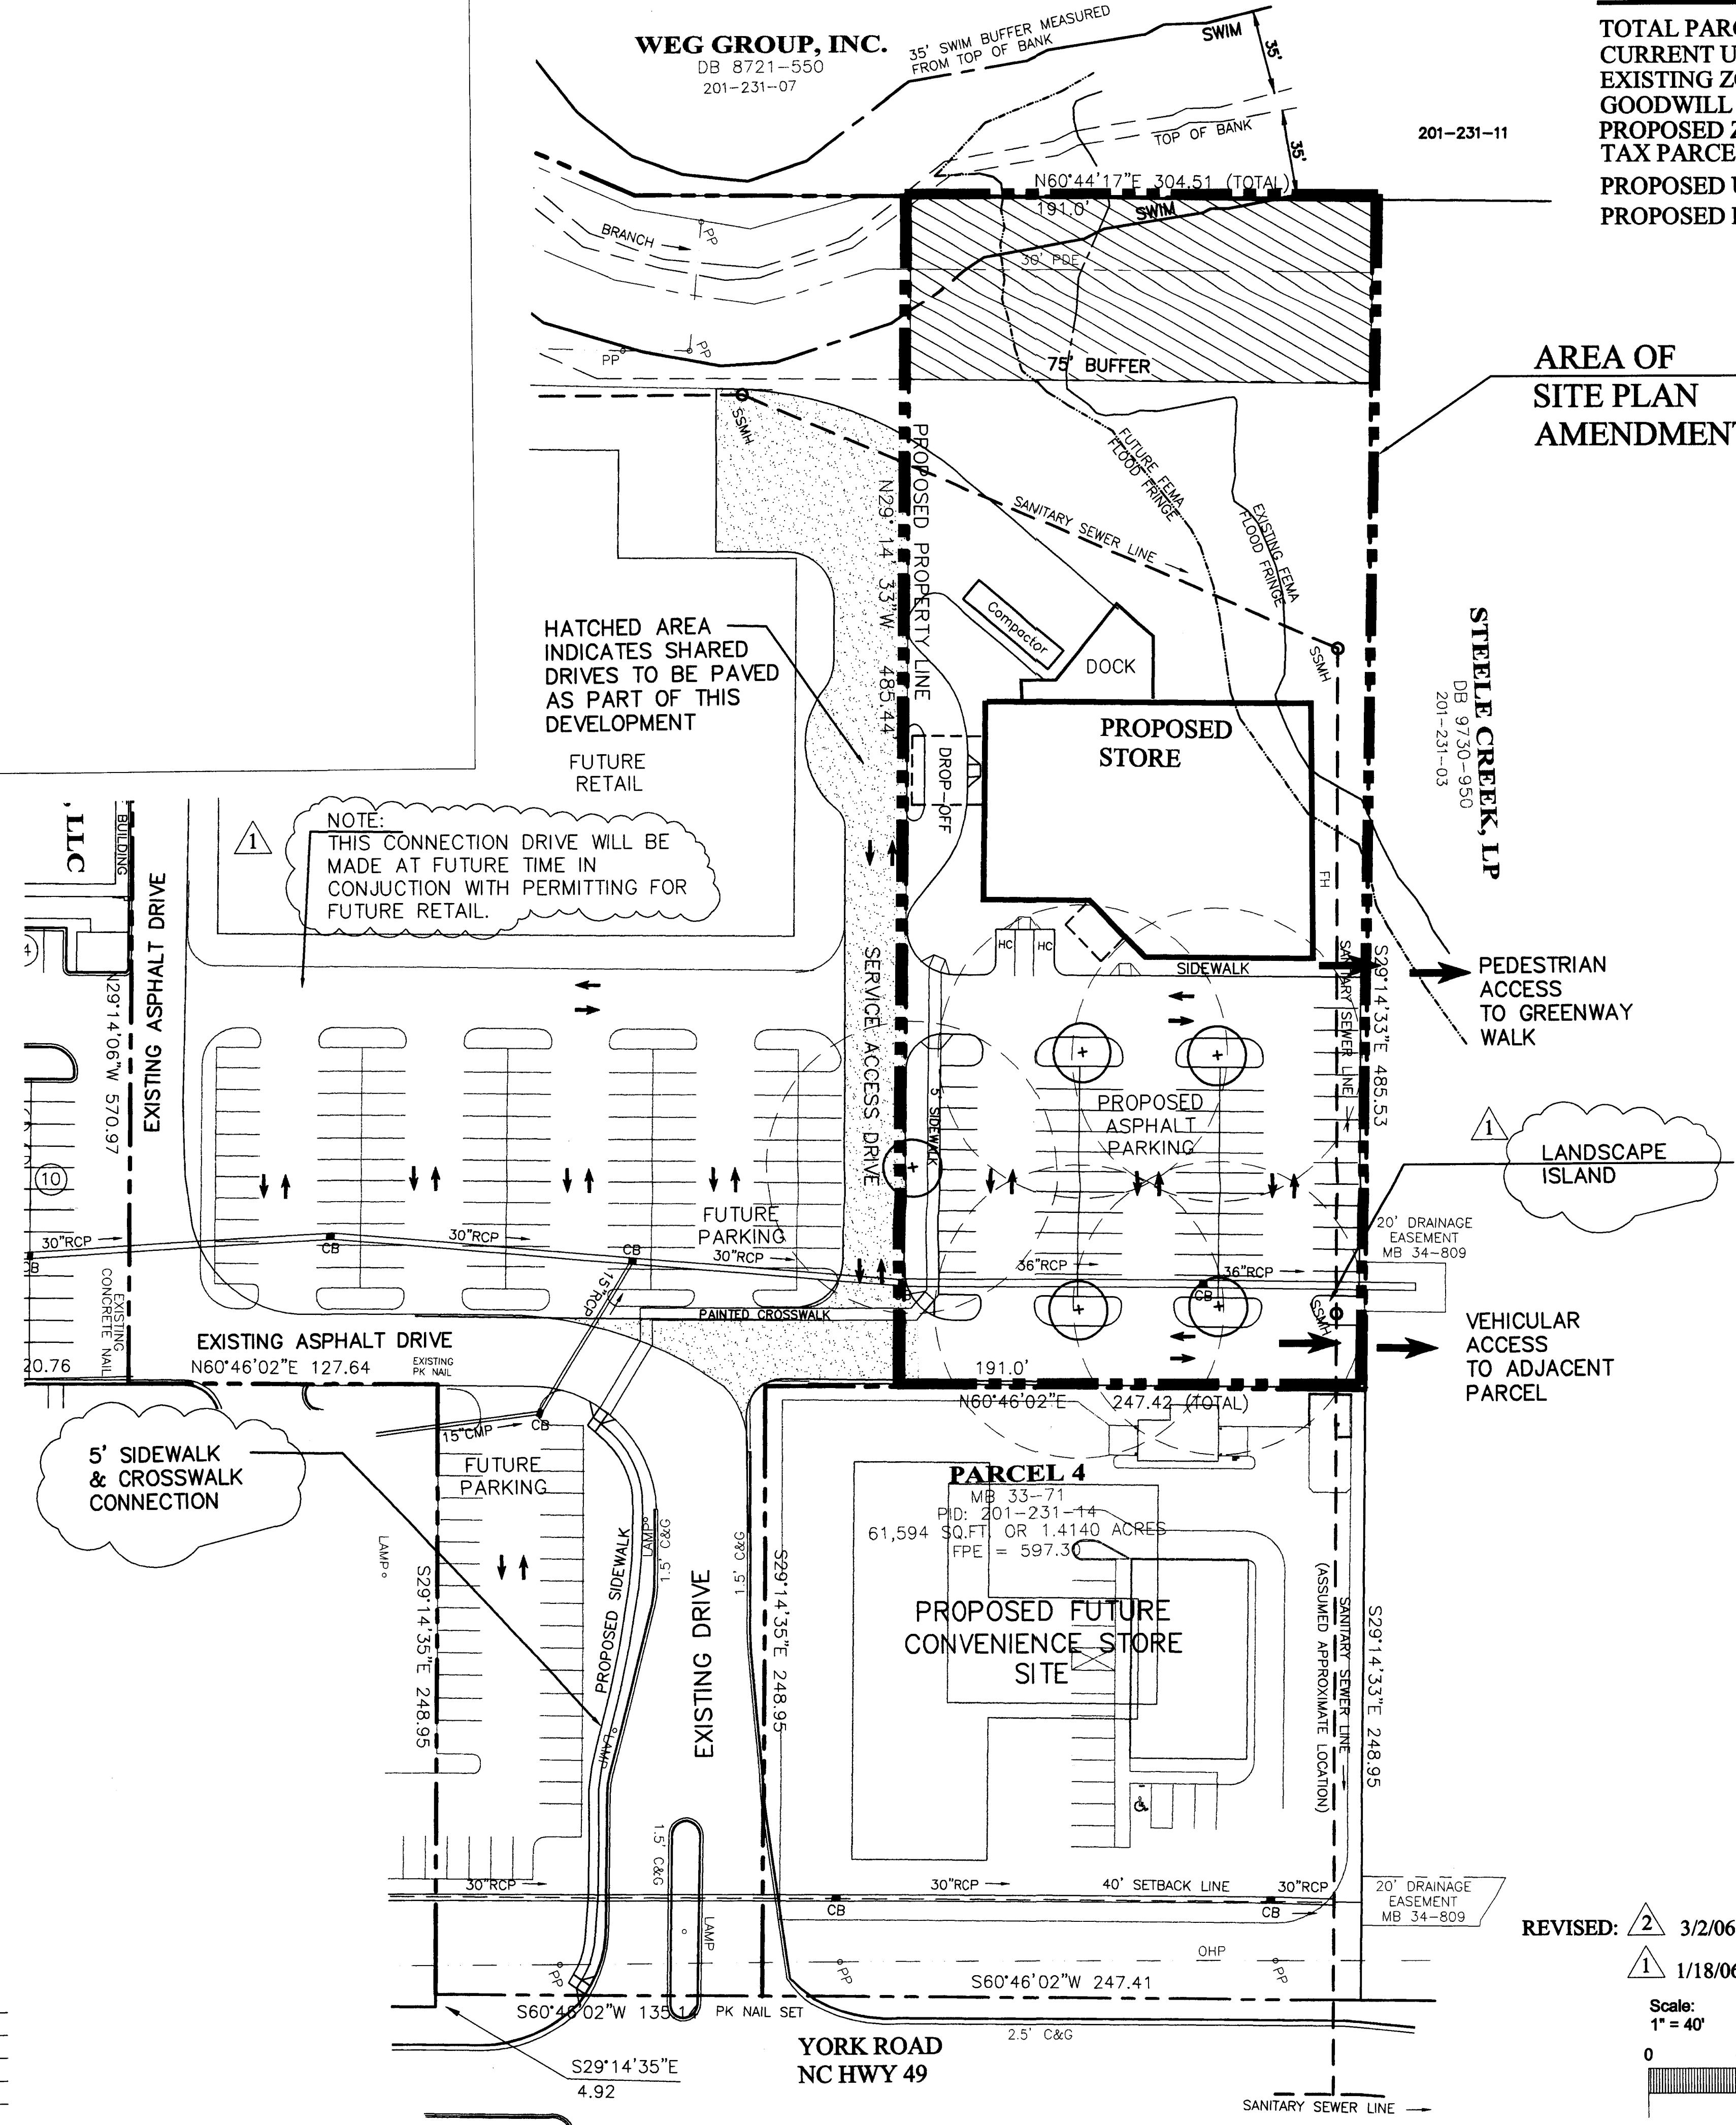 WEG GROUP, INC.
DB 8721-550
201-231-07
35' SWIM BUFFER MEASURED
FROM TOP OF BANK
SWIM
35'
TOP OF BANK
35'
201-231-11
TOTAL PARC
CURRENT U
EXISTING Z
GOODWILL
PROPOSED Z
TAX PARCE
PROPOSED U
PROPOSED
N60°44'17"E 304.51 (TOTAL)
191.0'
SWIM
BRANCH
PP
30' PDE
PP
PP
75' BUFFER
AREA OF
SITE PLAN
AMENDMENT
SSMH
PROPOSED PROPERTY LINE
N29° 14' 33"W 485.44'
SANITARY SEWER LINE
FUTURE FEMA
FLOOD FRINGE
EXISTING FEMA
FLOOD FRINGE
Compactor
DOCK
SSMH
HATCHED AREA
INDICATES SHARED
DRIVES TO BE PAVED
AS PART OF THIS
DEVELOPMENT
FUTURE
RETAIL
PROPOSED
STORE
DROP-OFF
STEELE CREEK, LP
DB 9730-950
201-231-03
, LLC
BUILDING
EXISTING ASPHALT DRIVE
1
NOTE:
THIS CONNECTION DRIVE WILL BE
MADE AT FUTURE TIME IN
CONJUCTION WITH PERMITTING FOR
FUTURE RETAIL.
FH
HC
HC
SIDEWALK
SANITARY SEWER LINE
S29°14'33"E 485.53
PEDESTRIAN
ACCESS
TO GREENWAY
WALK
4
N29°14'06"W 570.97
SERVICE ACCESS DRIVE
5' SIDEWALK
PROPOSED
ASPHALT
PARKING
1
LANDSCAPE
ISLAND
10
FUTURE
PARKING
20' DRAINAGE
EASEMENT
MB 34-809
30"RCP
CB
30"RCP
CB
30"RCP
36"RCP
36"RCP
CB
B
15"RCP
PAINTED CROSSWALK
SSMH
EXISTING
CONCRETE NAIL
EXISTING ASPHALT DRIVE
20.76
N60°46'02"E 127.64
EXISTING
PK NAIL
VEHICULAR
ACCESS
TO ADJACENT
PARCEL
191.0'
N60°46'02"E 247.42 (TOTAL)
15"CMP
CB
5' SIDEWALK
& CROSSWALK
CONNECTION
FUTURE
PARKING
PARCEL 4
MB 33-71
PID: 201-231-14
61,594 SQ.FT. OR 1.4140 ACRES
FPE = 597.30
LAMP
S29°14'35"E 248.95
PROPOSED SIDEWALK
LAMP
1.5' C&G
EXISTING DRIVE
1.5' C&G
S29°14'35"E 248.95
PROPOSED FUTURE
CONVENIENCE STORE
SITE
SANITARY SEWER LINE
(ASSUMED APPROXIMATE LOCATION)
S29°14'33"E 248.95
LAMP
1.5' C&G
LAMP
30"RCP
CB
30"RCP
40' SETBACK LINE
30"RCP
CB
20' DRAINAGE
EASEMENT
MB 34-809
PP
PP
OHP
PP
S60°46'02"W 247.41
S60°46'02"W 135.14
PK NAIL SET
2.5' C&G
YORK ROAD
NC HWY 49
S29°14'35"E
4.92
SANITARY SEWER LINE
REVISED: 2 3/2/06
1 1/18/06
Scale:
1" = 40'
0